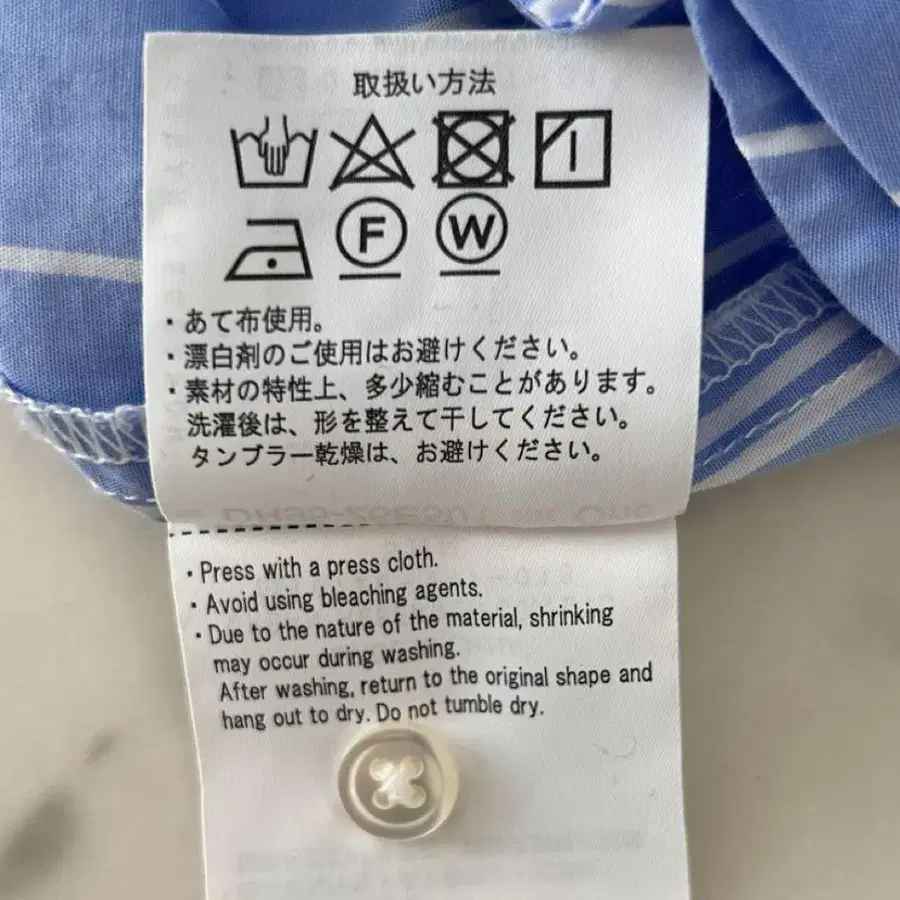 取扱い方法
F W
・あて布使用。
・漂白剤のご使用はお避けください。
・素材の特性上、多少縮むことがあります。
洗濯後は、形を整えて干してください。
タンブラー乾燥は、お避けください。
・Press with a press cloth.
・Avoid using bleaching agents.
・Due to the nature of the material, shrinking
may occur during washing.
After washing, return to the original shape and
hang out to dry. Do not tumble dry.